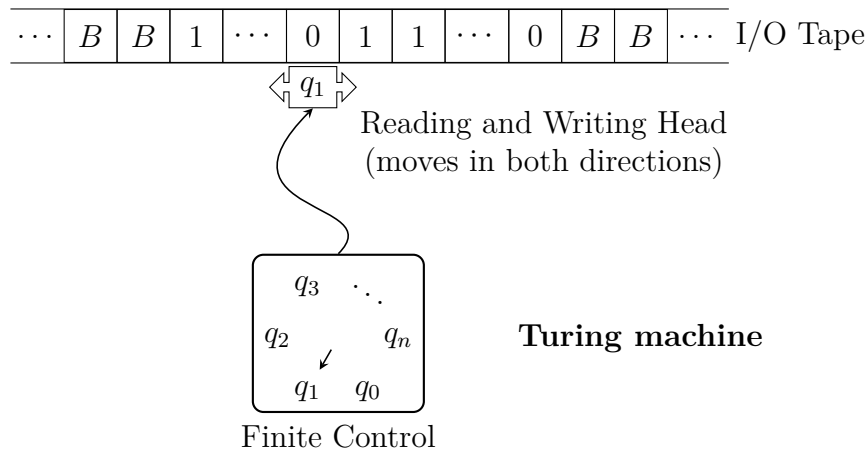 ⋯ B B 1 ⋯ 0 1 1 ⋯ 0 B B ⋯ I/O Tape
q₁
Reading and Writing Head
(moves in both directions)
q₃ ⋱
q₂ qₙ
Turing machine
q₁ q₀
Finite Control